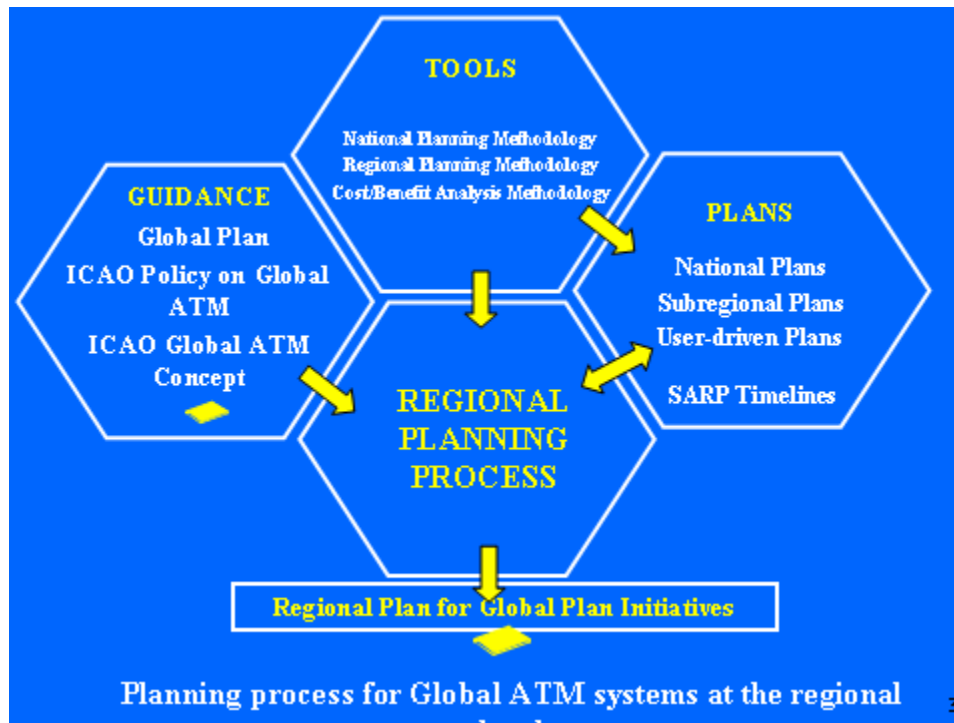 TOOLS
National Planning Methodology
Regional Planning Methodology
Cost/Benefit Analysis Methodology
GUIDANCE
Global Plan
ICAO Policy on Global
ATM
ICAO Global ATM
Concept
PLANS
National Plans
Subregional Plans
User-driven Plans
SARP Timelines
REGIONAL
PLANNING
PROCESS
Regional Plan for Global Plan Initiatives
Planning process for Global ATM systems at the regional